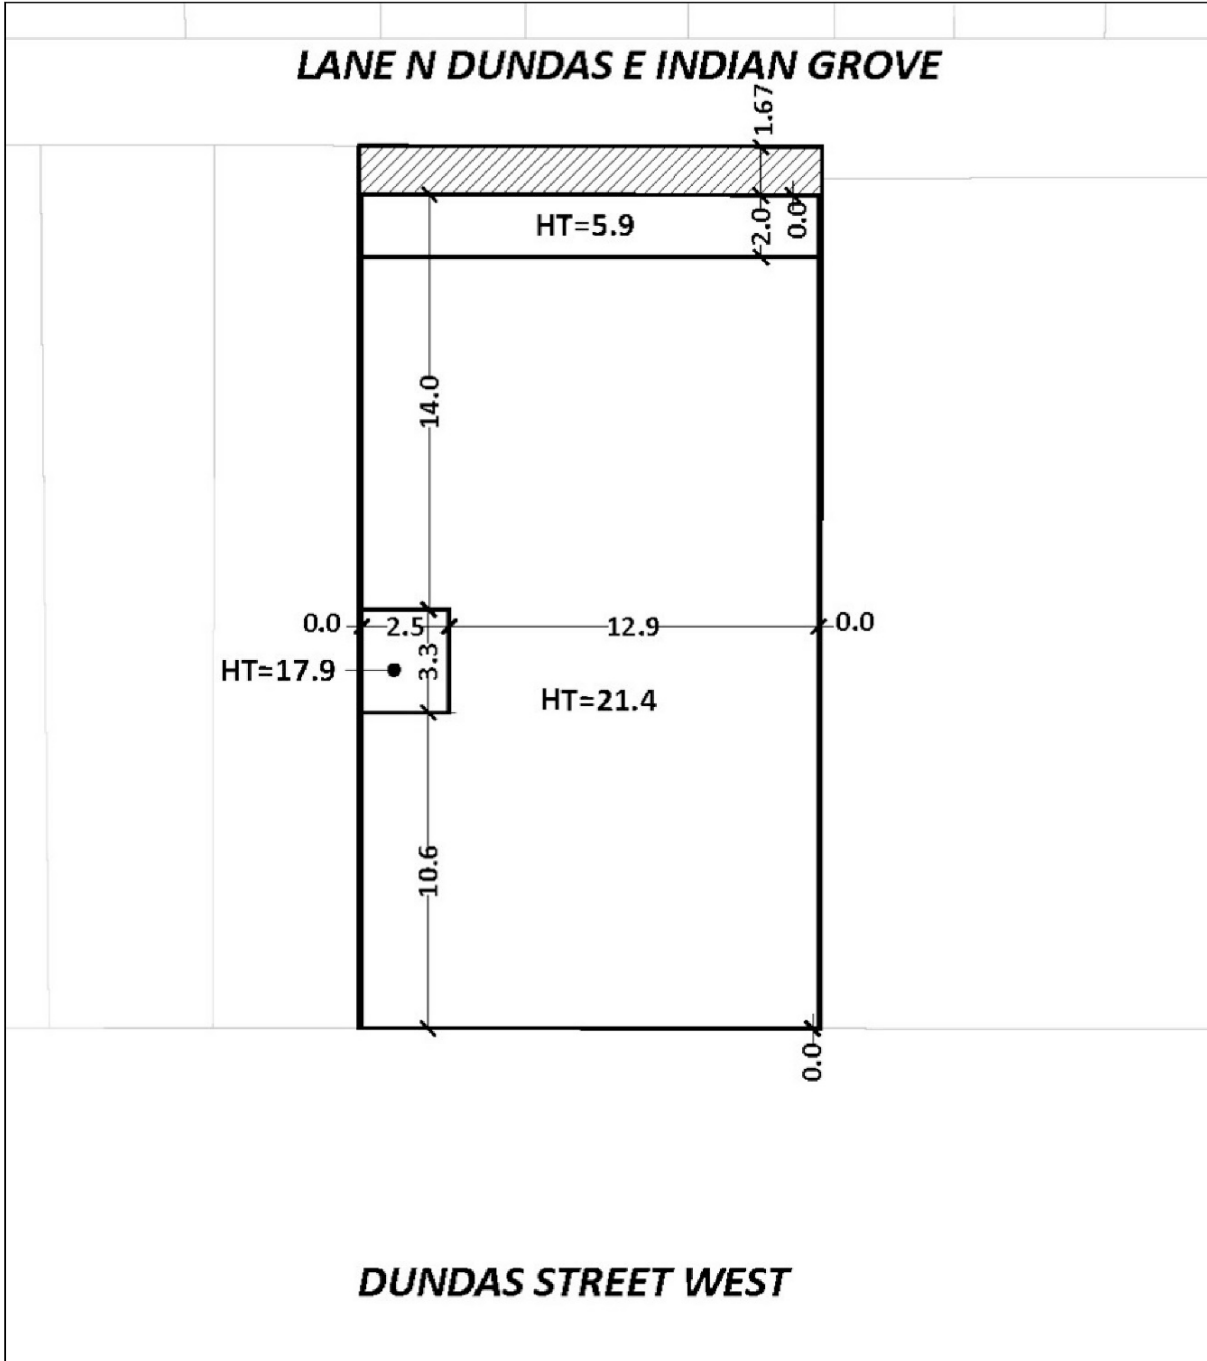 LANE N DUNDAS E INDIAN GROVE
1.67
HT=5.9
2.0
0.0
14.0
0.0
2.5
12.9
0.0
HT=17.9
3.3
HT=21.4
10.6
0.0
DUNDAS STREET WEST